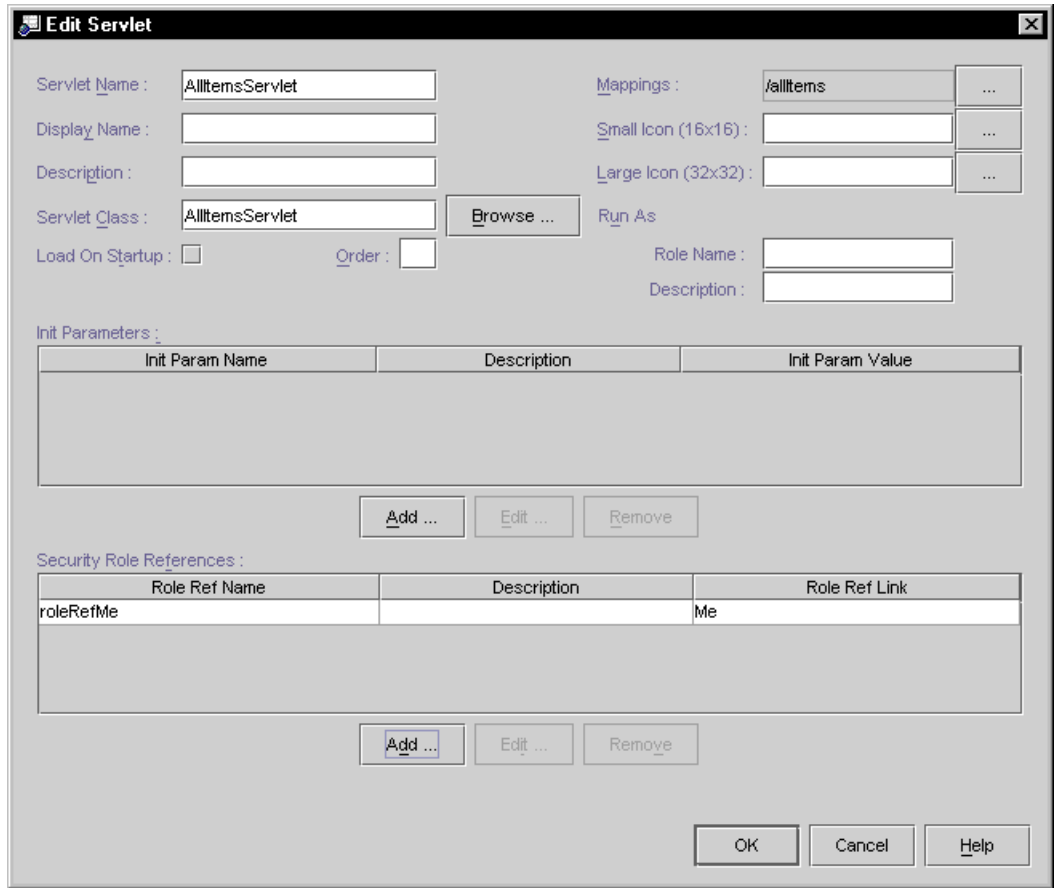 Edit Servlet
Servlet Name : AllItemsServlet Mappings : /allItems ...
Display Name : Small Icon (16x16) : ...
Description : Large Icon (32x32) : ...
Servlet Class : AllItemsServlet Browse ... Run As
Load On Startup : Order : Role Name :
Description :
Init Parameters :
Init Param Name Description Init Param Value
Add ... Edit ... Remove
Security Role References :
Role Ref Name Description Role Ref Link
roleRefMe Me
Add ... Edit ... Remove
OK Cancel Help